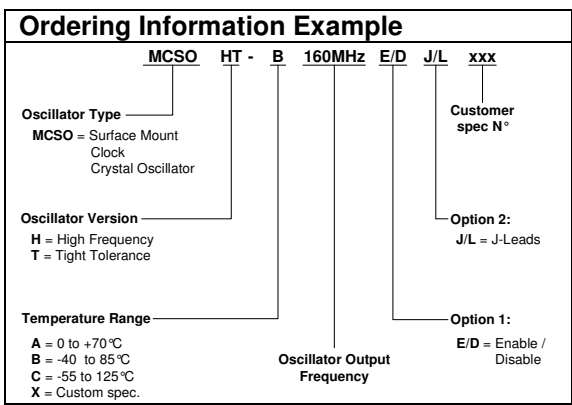 Ordering Information Example
MCSO HT - B 160MHz E/D J/L xxx
Oscillator Type
MCSO = Surface Mount
Clock
Crystal Oscillator
Customer
spec N°
Oscillator Version
H = High Frequency
T = Tight Tolerance
Option 2:
J/L = J-Leads
Temperature Range
A = 0 to +70°C
B = -40 to 85°C
C = -55 to 125°C
X = Custom spec.
Oscillator Output
Frequency
Option 1:
E/D = Enable /
Disable